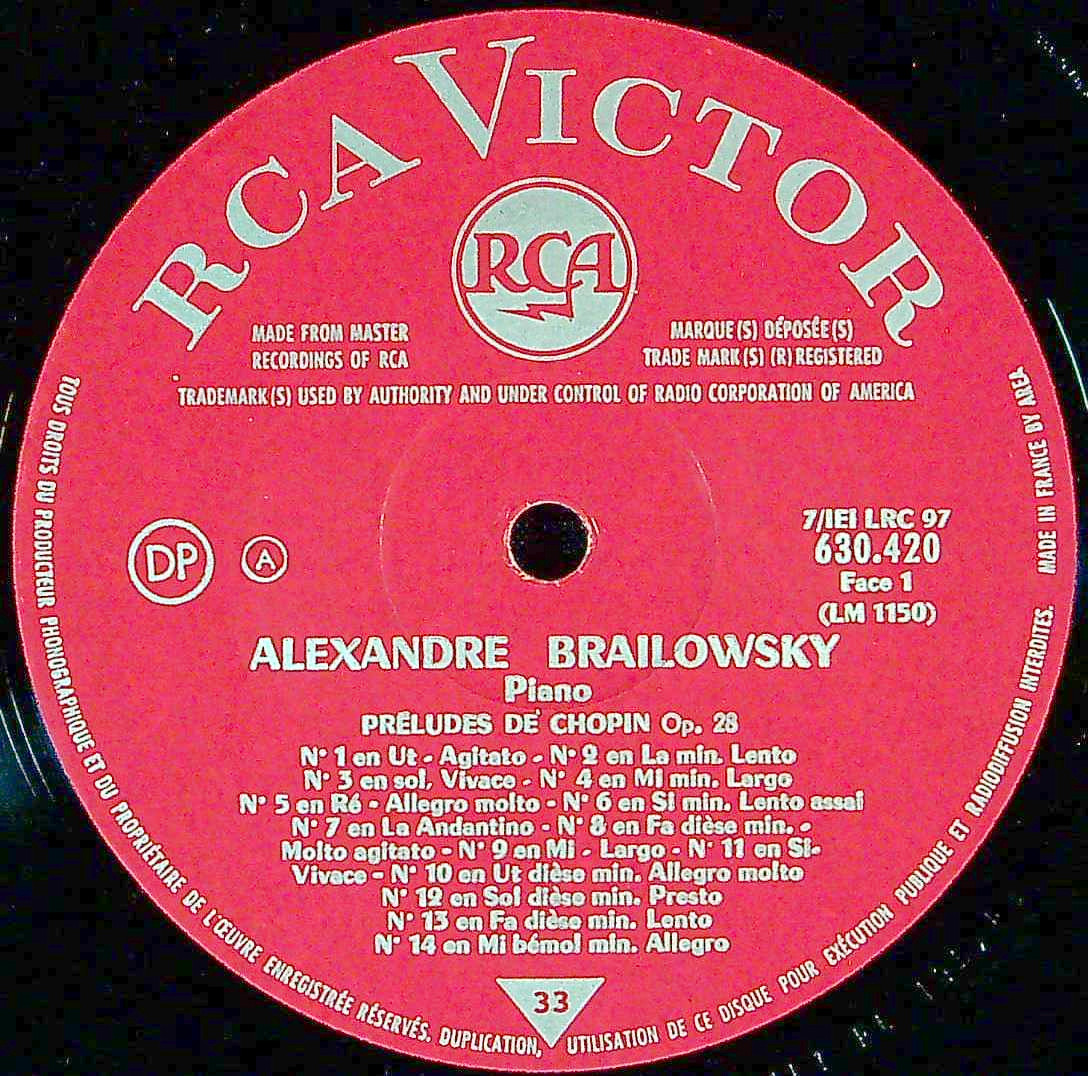 RCA VICTOR
RCA
MADE FROM MASTER
RECORDINGS OF RCA
MARQUE(S) DÉPOSÉE(S)
TRADE MARK(S) (R) REGISTERED
TRADEMARK(S) USED BY AUTHORITY AND UNDER CONTROL OF RADIO CORPORATION OF AMERICA
DP
A
7/IEI LRC 97
630.420
Face 1
(LM 1150)
ALEXANDRE BRAILOWSKY
Piano
PRÉLUDES DE CHOPIN Op. 28
N° 1 en Ut - Agitato - N° 2 en La min. Lento
N° 3 en sol, Vivace - N° 4 en Mi min. Largo
N° 5 en Ré - Allegro molto - N° 6 en Si min. Lento assai
N° 7 en La Andantino - N° 8 en Fa dièse min. -
Molto agitato - N° 9 en Mi - Largo - N° 11 en Si-
Vivace - N° 10 en Ut dièse min. Allegro molto
N° 12 en Sol dièse min. Presto
N° 13 en Fa dièse min. Lento
N° 14 en Mi bémol min. Allegro
33
TOUS DROITS DU PRODUCTEUR PHONOGRAPHIQUE ET DU PROPRIÉTAIRE DE L'ŒUVRE ENREGISTRÉE RÉSERVÉS. DUPLICATION, UTILISATION DE CE DISQUE POUR EXÉCUTION PUBLIQUE ET RADIODIFFUSION INTERDITES.
MADE IN FRANCE BY AREA